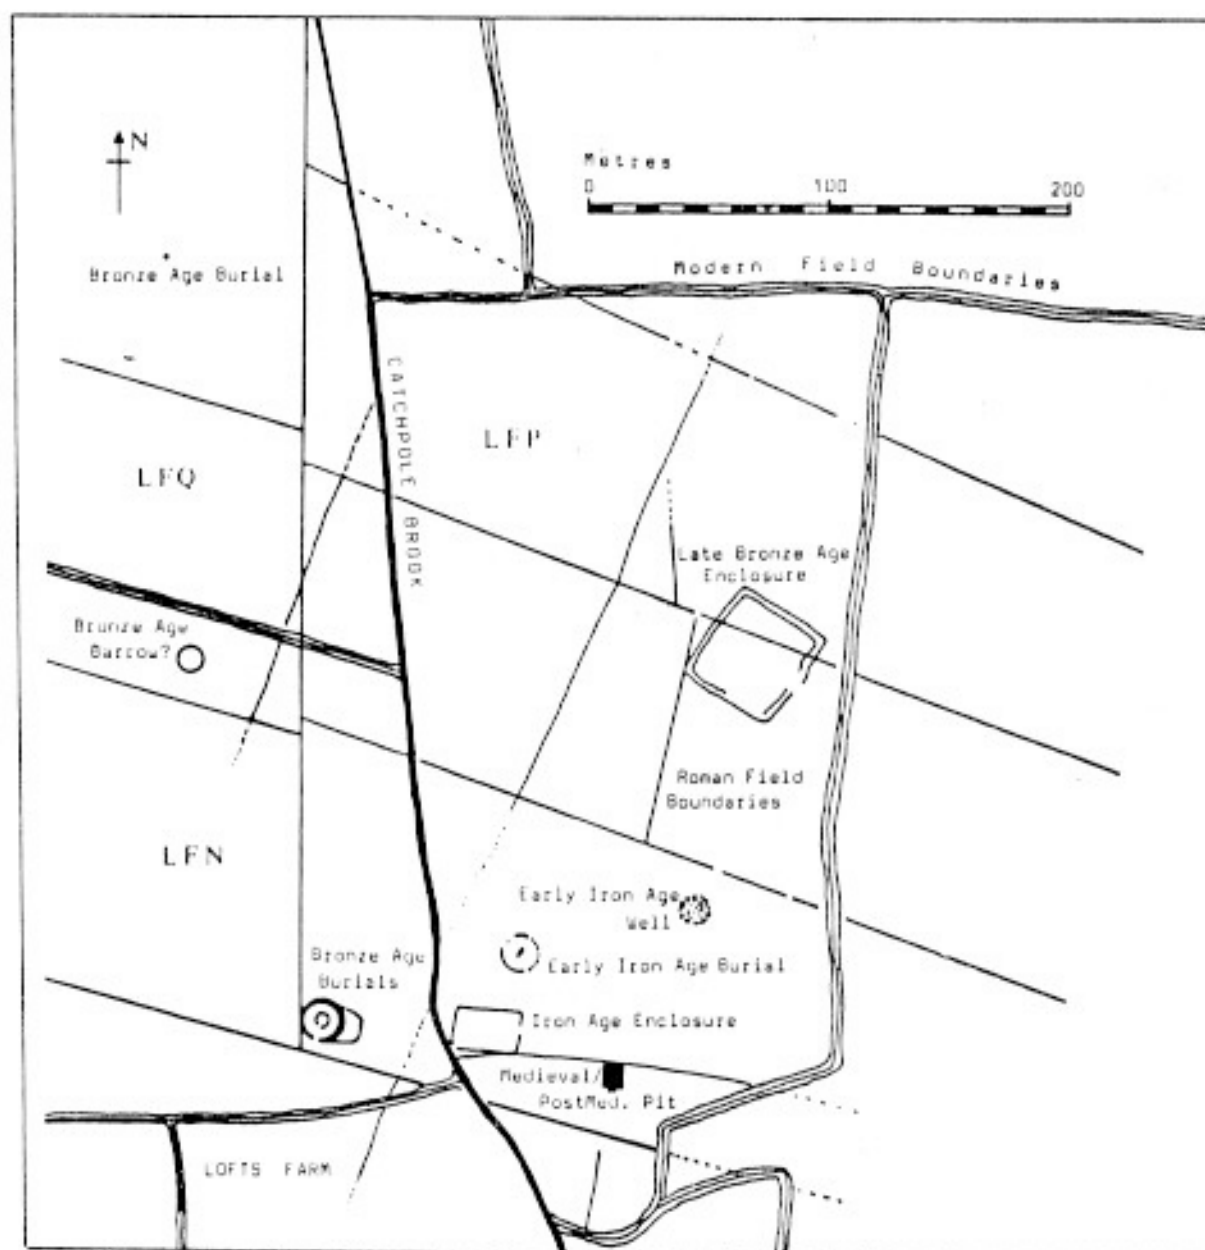 N
Metres
0 100 200
Bronze Age Burial
Modern Field Boundaries
CATCHPOLE BROOK
LFP
LFQ
Late Bronze Age
Enclosure
Bronze Age
Barrow?
Roman Field
Boundaries
LFN
Early Iron Age
Well
Bronze Age
Burials
Early Iron Age Burial
Iron Age Enclosure
Medieval/
PostMed. Pit
LOFTS FARM